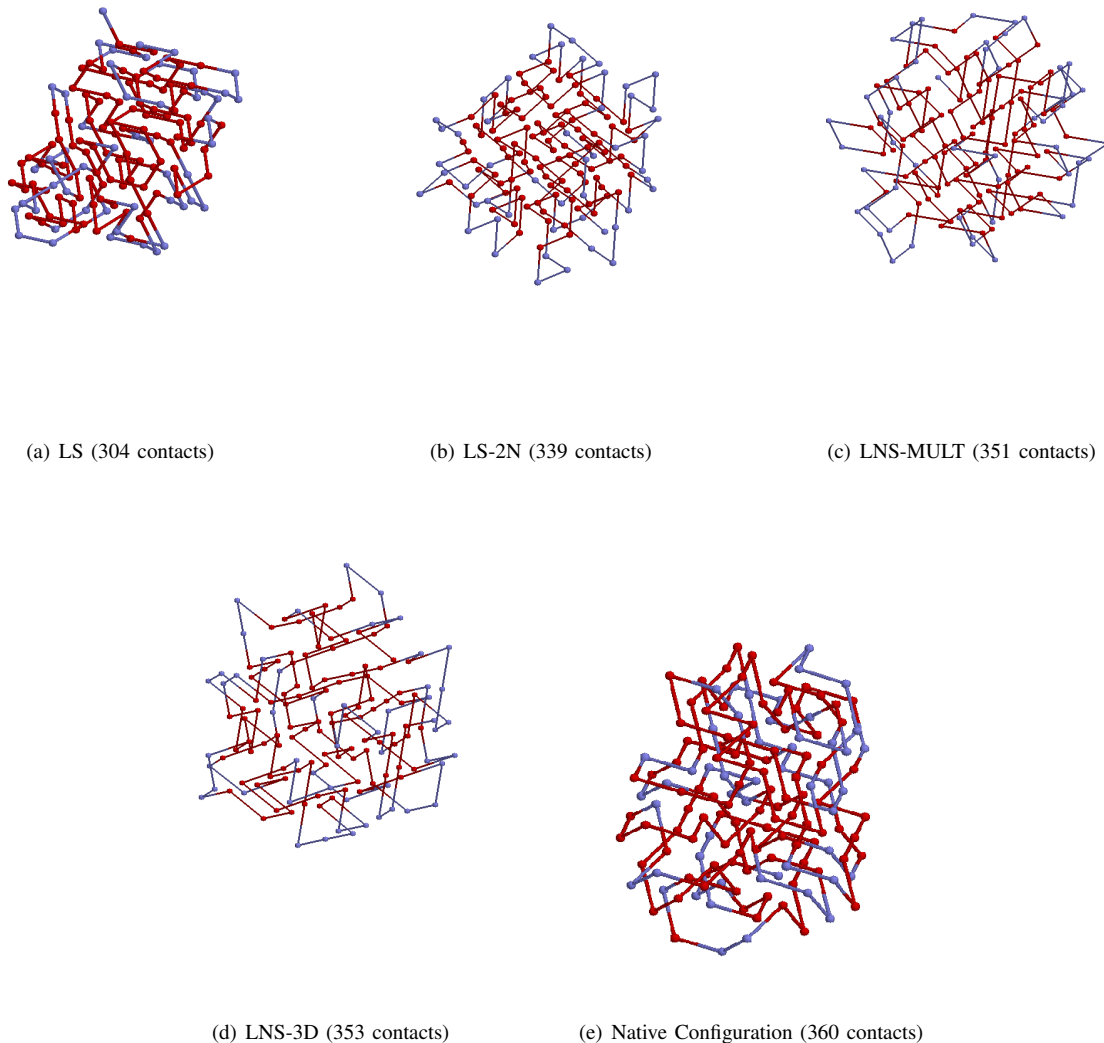 (a) LS (304 contacts)
(b) LS-2N (339 contacts)
(c) LNS-MULT (351 contacts)
(d) LNS-3D (353 contacts)
(e) Native Configuration (360 contacts)